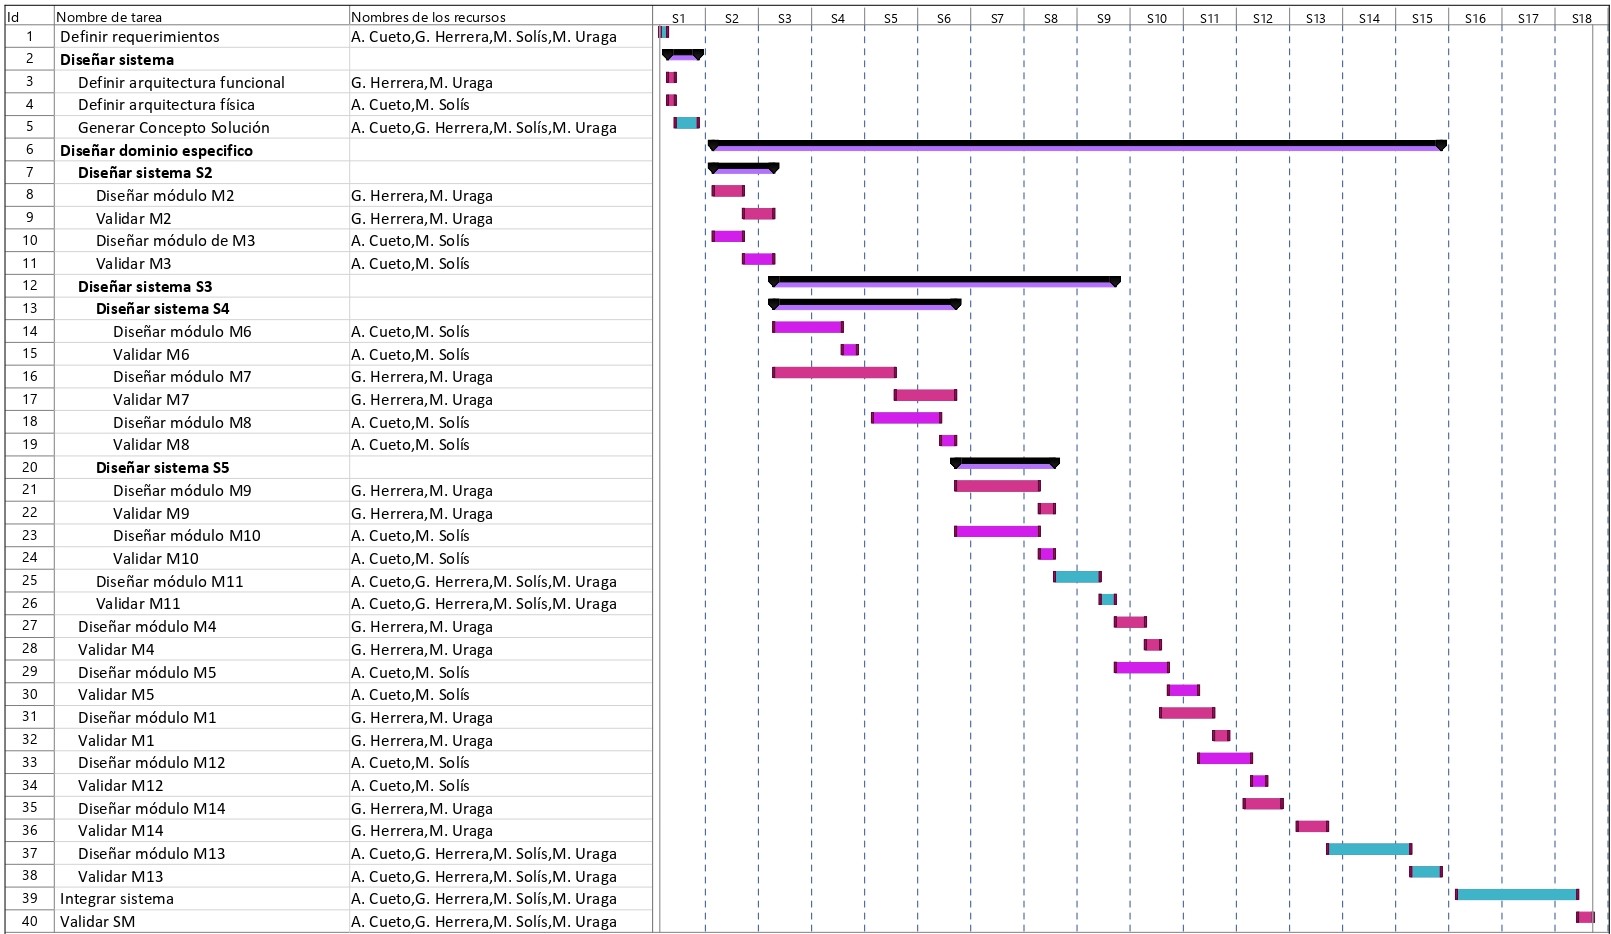 Id Nombre de tarea Nombres de los recursos S1 S2 S3 S4 S5 S6 S7 S8 S9 S10 S11 S12 S13 S14 S15 S16 S17 S18
1 Definir requerimientos A. Cueto,G. Herrera,M. Solís,M. Uraga
2 Diseñar sistema
3 Definir arquitectura funcional G. Herrera,M. Uraga
4 Definir arquitectura física A. Cueto,M. Solís
5 Generar Concepto Solución A. Cueto,G. Herrera,M. Solís,M. Uraga
6 Diseñar dominio especifico
7 Diseñar sistema S2
8 Diseñar módulo M2 G. Herrera,M. Uraga
9 Validar M2 G. Herrera,M. Uraga
10 Diseñar módulo de M3 A. Cueto,M. Solís
11 Validar M3 A. Cueto,M. Solís
12 Diseñar sistema S3
13 Diseñar sistema S4
14 Diseñar módulo M6 A. Cueto,M. Solís
15 Validar M6 A. Cueto,M. Solís
16 Diseñar módulo M7 G. Herrera,M. Uraga
17 Validar M7 G. Herrera,M. Uraga
18 Diseñar módulo M8 A. Cueto,M. Solís
19 Validar M8 A. Cueto,M. Solís
20 Diseñar sistema S5
21 Diseñar módulo M9 G. Herrera,M. Uraga
22 Validar M9 G. Herrera,M. Uraga
23 Diseñar módulo M10 A. Cueto,M. Solís
24 Validar M10 A. Cueto,M. Solís
25 Diseñar módulo M11 A. Cueto,G. Herrera,M. Solís,M. Uraga
26 Validar M11 A. Cueto,G. Herrera,M. Solís,M. Uraga
27 Diseñar módulo M4 G. Herrera,M. Uraga
28 Validar M4 G. Herrera,M. Uraga
29 Diseñar módulo M5 A. Cueto,M. Solís
30 Validar M5 A. Cueto,M. Solís
31 Diseñar módulo M1 G. Herrera,M. Uraga
32 Validar M1 G. Herrera,M. Uraga
33 Diseñar módulo M12 A. Cueto,M. Solís
34 Validar M12 A. Cueto,M. Solís
35 Diseñar módulo M14 G. Herrera,M. Uraga
36 Validar M14 G. Herrera,M. Uraga
37 Diseñar módulo M13 A. Cueto,G. Herrera,M. Solís,M. Uraga
38 Validar M13 A. Cueto,G. Herrera,M. Solís,M. Uraga
39 Integrar sistema A. Cueto,G. Herrera,M. Solís,M. Uraga
40 Validar SM A. Cueto,G. Herrera,M. Solís,M. Uraga